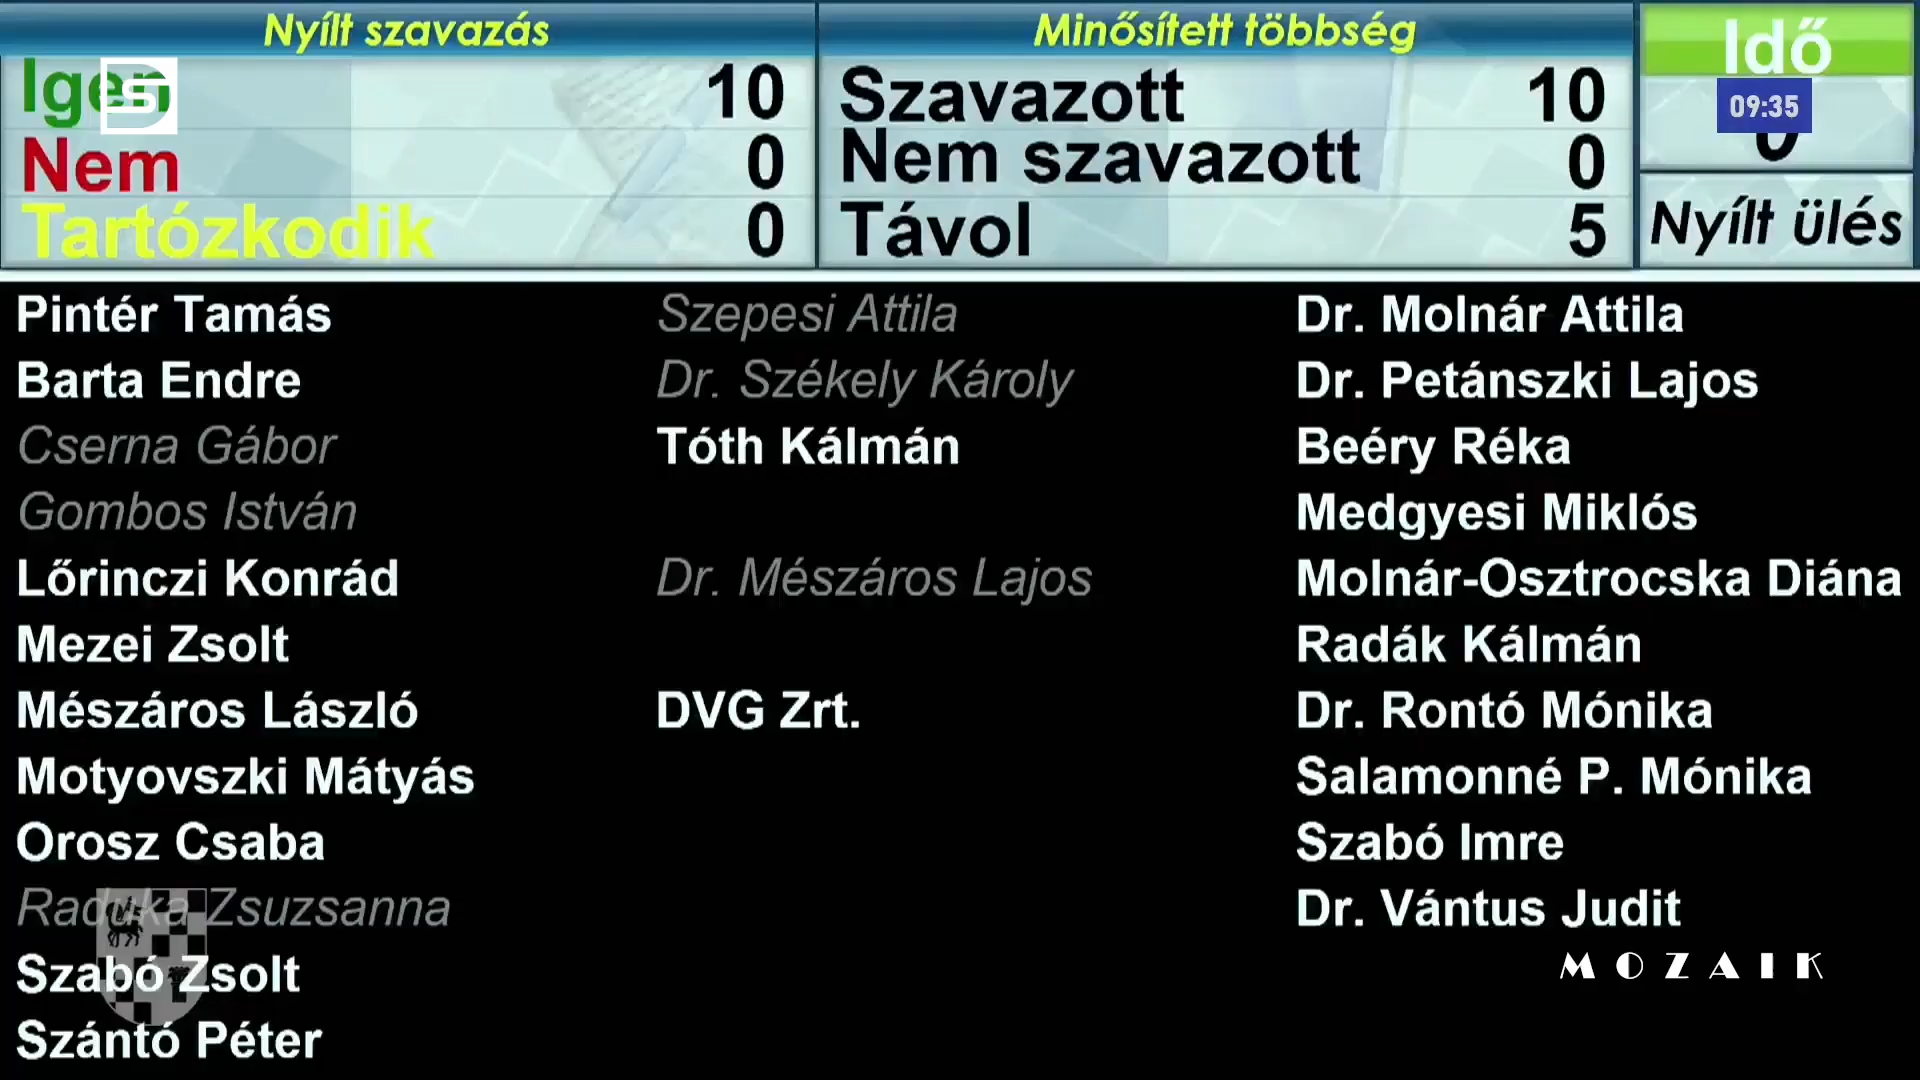 Nyílt szavazás
Igen 10
Nem 0
Tartózkodik 0
Minősített többség
Szavazott 10
Nem szavazott 0
Távol 5
Idő
09:35
0
Nyílt ülés
Pintér Tamás
Barta Endre
Cserna Gábor
Gombos István
Lőrinczi Konrád
Mezei Zsolt
Mészáros László
Motyovszki Mátyás
Orosz Csaba
Raduka Zsuzsanna
Szabó Zsolt
Szántó Péter
Szepesi Attila
Dr. Székely Károly
Tóth Kálmán
Dr. Mészáros Lajos
DVG Zrt.
Dr. Molnár Attila
Dr. Petánszki Lajos
Beéry Réka
Medgyesi Miklós
Molnár-Osztrocska Diána
Radák Kálmán
Dr. Rontó Mónika
Salamonné P. Mónika
Szabó Imre
Dr. Vántus Judit
MOZAIK